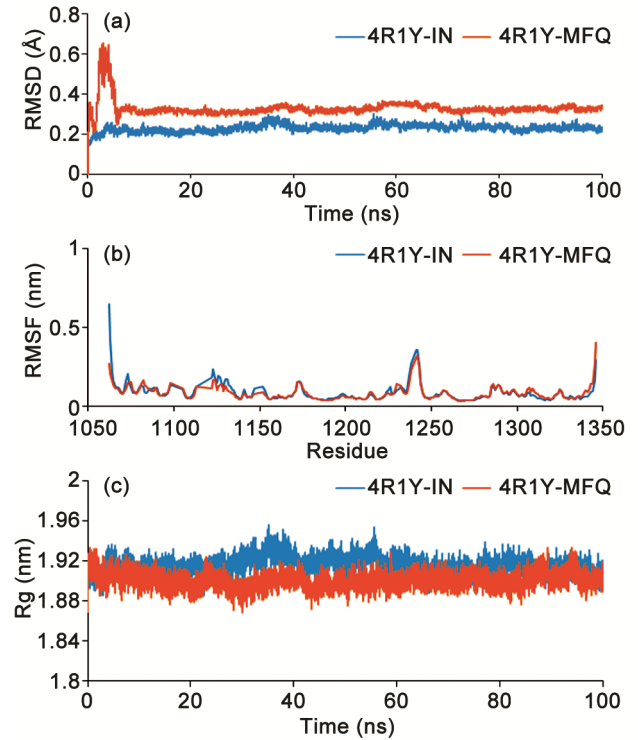 (a)
4R1Y-IN 4R1Y-MFQ
RMSD (Å)
0.8
0.6
0.4
0.2
0
0 20 40 60 80 100
Time (ns)
(b)
4R1Y-IN 4R1Y-MFQ
RMSF (nm)
1
0.5
0
1050 1100 1150 1200 1250 1300 1350
Residue
(c)
4R1Y-IN 4R1Y-MFQ
Rg (nm)
2
1.96
1.92
1.88
1.84
1.8
0 20 40 60 80 100
Time (ns)